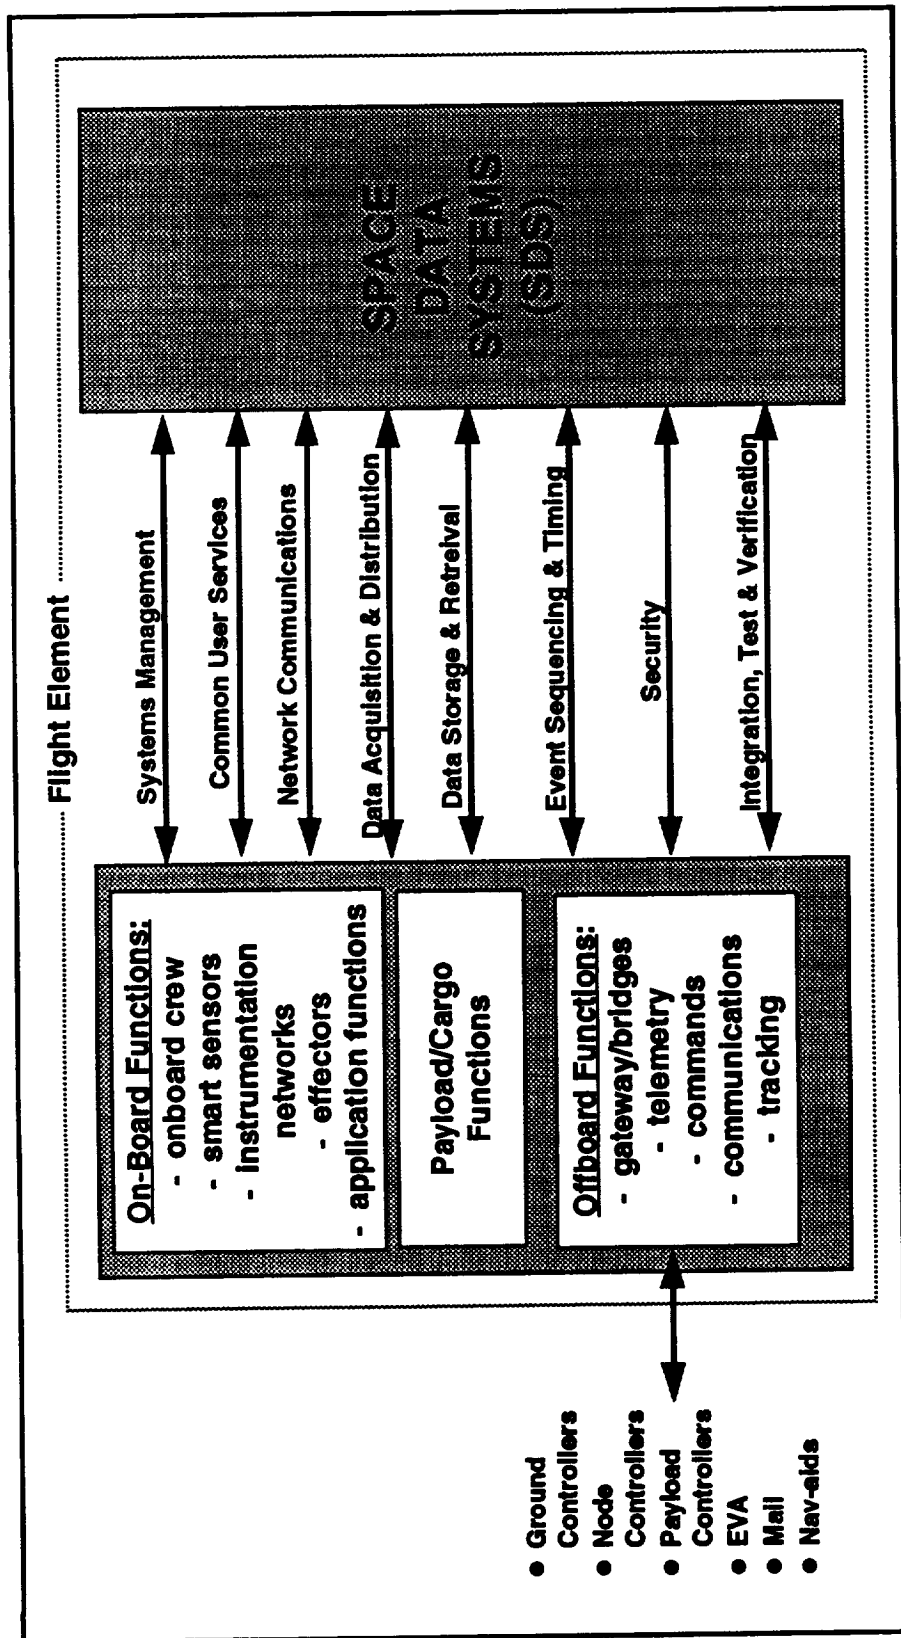 Flight Element
On-Board Functions:
- onboard crew
- smart sensors
- instrumentation
networks
- effectors
- application functions
Payload/Cargo
Functions
Offboard Functions:
- gateway/bridges
- telemetry
- commands
- communications
- tracking
Systems Management
Common User Services
Network Communications
Data Acquisition & Distribution
Data Storage & Retreival
Event Sequencing & Timing
Security
Integration, Test & Verification
SPACE
DATA
SYSTEMS
(SDS)
● Ground
Controllers
● Node
Controllers
● Payload
Controllers
● EVA
● Mail
● Nav-aids